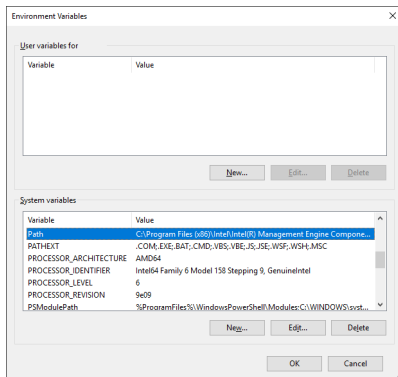 Environment Variables
User variables for
Variable Value
New... Edit... Delete
System variables
Variable Value
Path C:\Program Files (x86)\Intel\Intel(R) Management Engine Compone...
PATHEXT .COM;.EXE;.BAT;.CMD;.VBS;.VBE;.JS;.JSE;.WSF;.WSH;.MSC
PROCESSOR_ARCHITECTURE AMD64
PROCESSOR_IDENTIFIER Intel64 Family 6 Model 158 Stepping 9, GenuineIntel
PROCESSOR_LEVEL 6
PROCESSOR_REVISION 9e09
PSModulePath %ProgramFiles%\WindowsPowerShell\Modules;C:\WINDOWS\syst...
New... Edit... Delete
OK Cancel